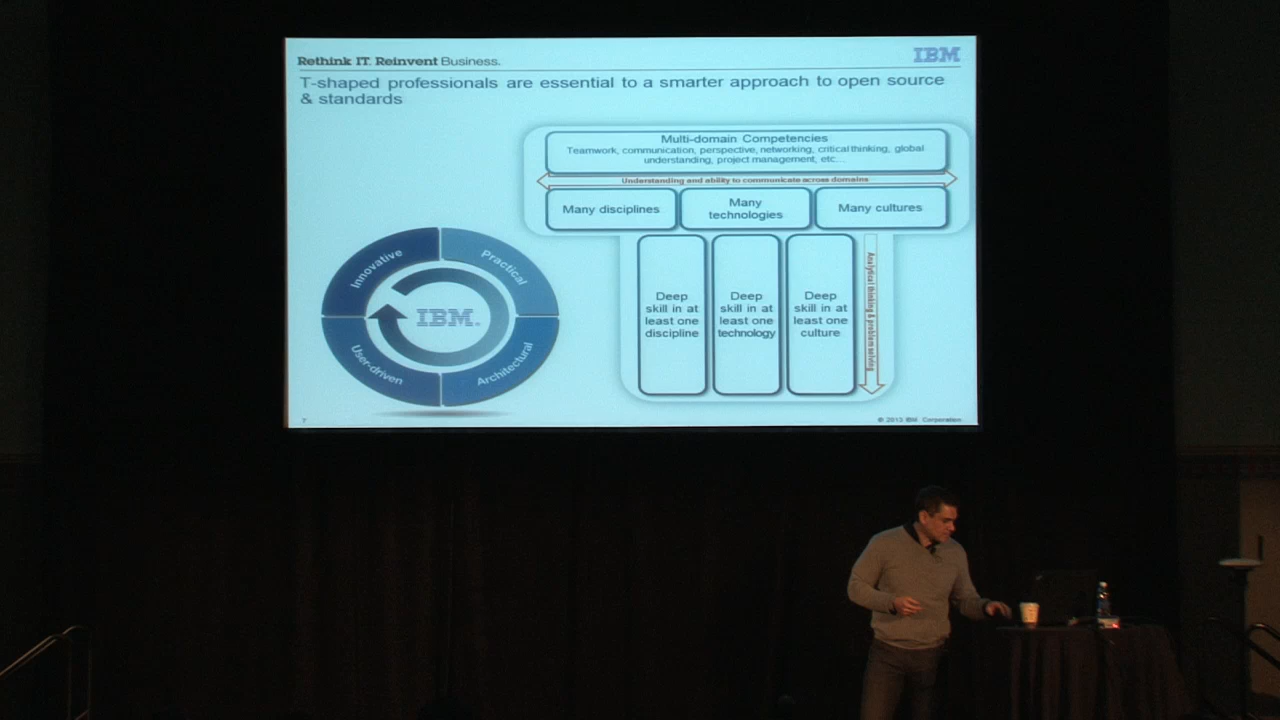 Rethink IT. Reinvent Business.
IBM
T-shaped professionals are essential to a smarter approach to open source
& standards
Multi-domain Competencies
Teamwork, communication, perspective, networking, critical thinking, global
understanding, project management, etc...
Understanding and ability to communicate across domains
Many disciplines
Many
technologies
Many cultures
Innovative
Practical
User-driven
Architectural
IBM.
Deep
skill in at
least one
discipline
Deep
skill in at
least one
technology
Deep
skill in at
least one
culture
Analytical thinking & problem solving
7
© 2013 IBM Corporation